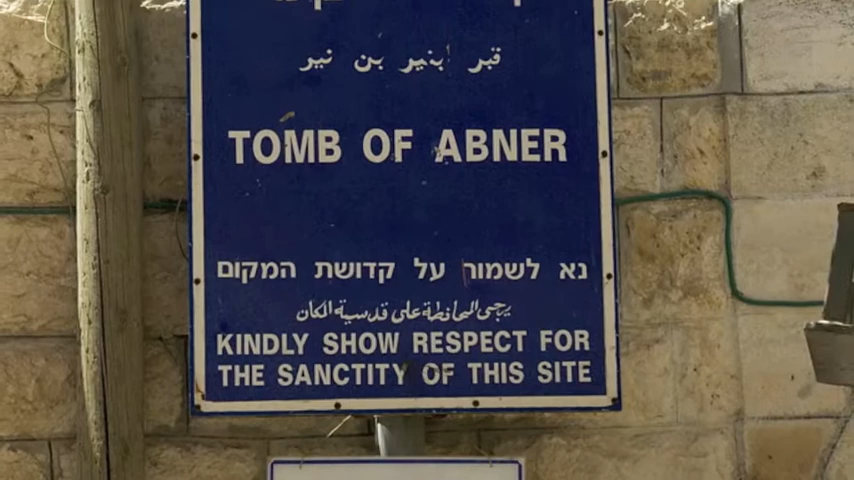 قبر ابنير بن نير
TOMB OF ABNER
נא לשמור על קדושת המקום
يرجى المحافظة على قدسية المكان
KINDLY SHOW RESPECT FOR
THE SANCTITY OF THIS SITE